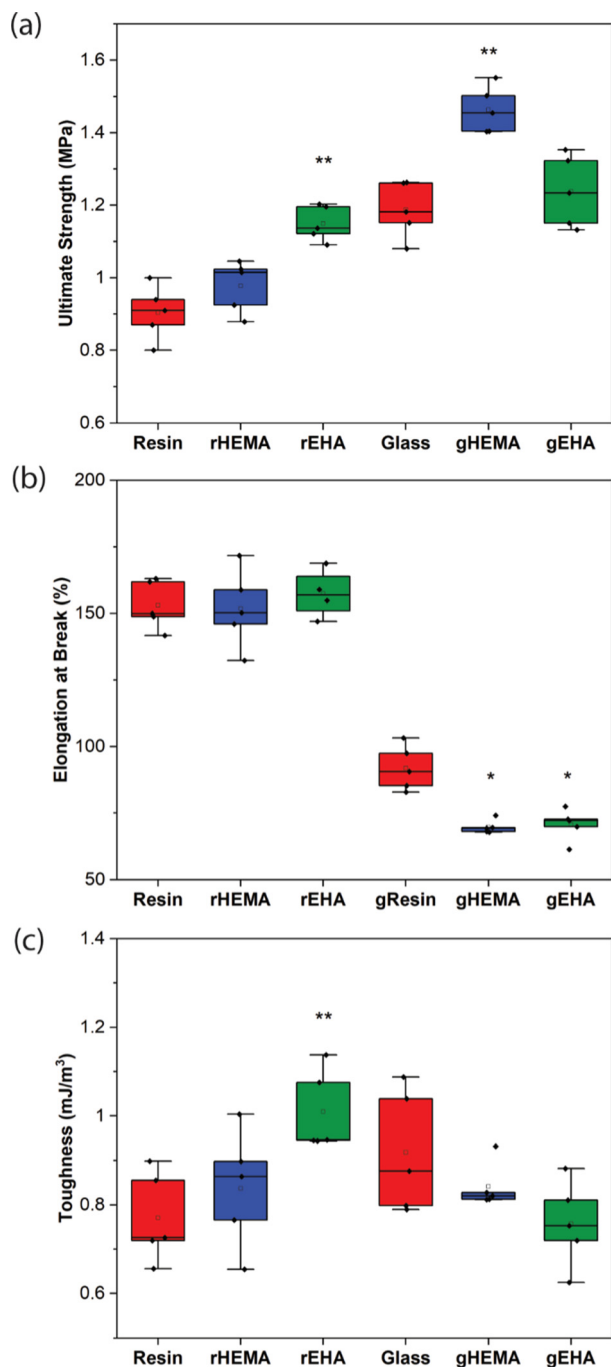 (a)
Ultimate Strength (MPa)
1.6
1.4
1.2
1
0.8
0.6
**
**
Resin rHEMA rEHA Glass gHEMA gEHA
(b)
Elongation at Break (%)
200
150
100
50
* *
Resin rHEMA rEHA gResin gHEMA gEHA
(c)
Toughness (mJ/m³)
1.4
1.2
1
0.8
0.6
**
Resin rHEMA rEHA Glass gHEMA gEHA